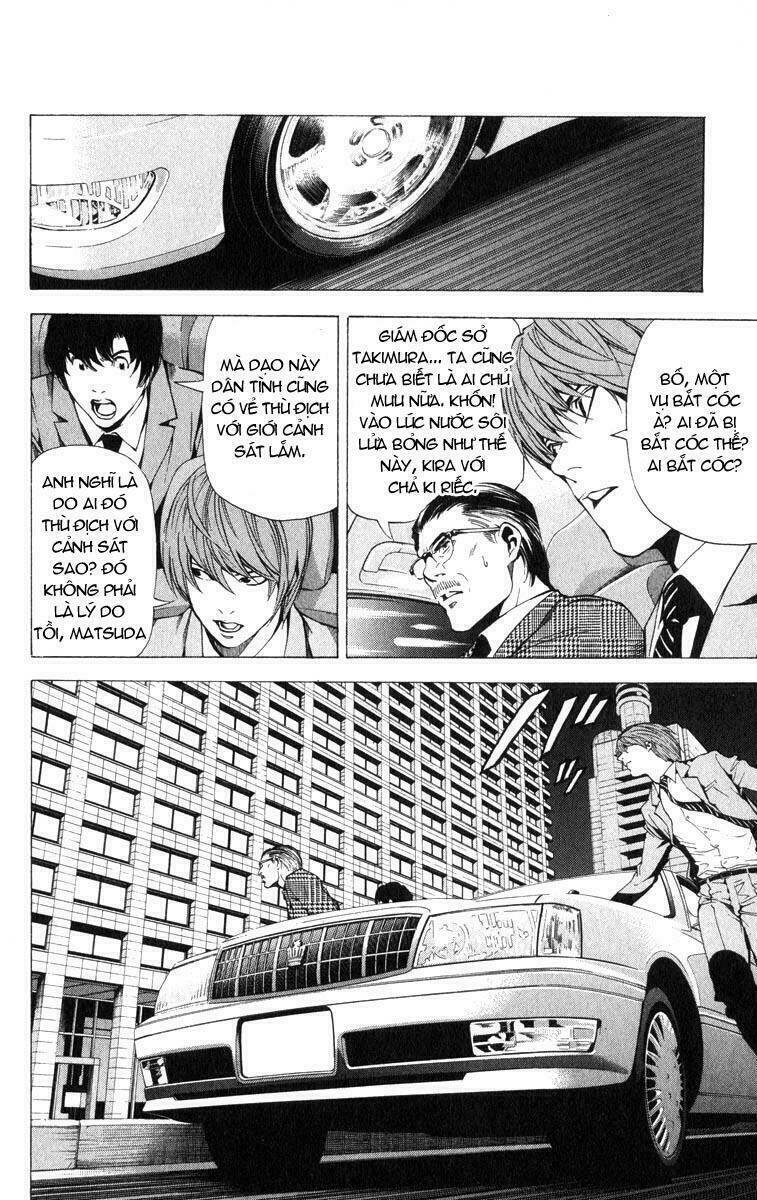 BỐ, MỘT
VỤ BẮT CÓC
À? AI ĐÃ BỊ
BẮT CÓC THẾ?
AI BẮT CÓC?
GIÁM ĐỐC SỞ
TAKIMURA... TA CŨNG
CHƯA BIẾT LÀ AI CHỦ
MƯU NỮA. KHỐN!
VÀO LÚC NƯỚC SÔI
LỬA BỎNG NHƯ THẾ
NÀY, KIRA VỚI
CHẢ KI RIẾC.
MÀ DẠO NÀY
DÂN TÌNH CŨNG
CÓ VẺ THÙ ĐỊCH
VỚI GIỚI CẢNH
SÁT LẮM.
ANH NGHĨ LÀ
DO AI ĐÓ
THÙ ĐỊCH VỚI
CẢNH SÁT
SAO? ĐÓ
KHÔNG PHẢI
LÀ LÝ DO
TỒI, MATSUDA